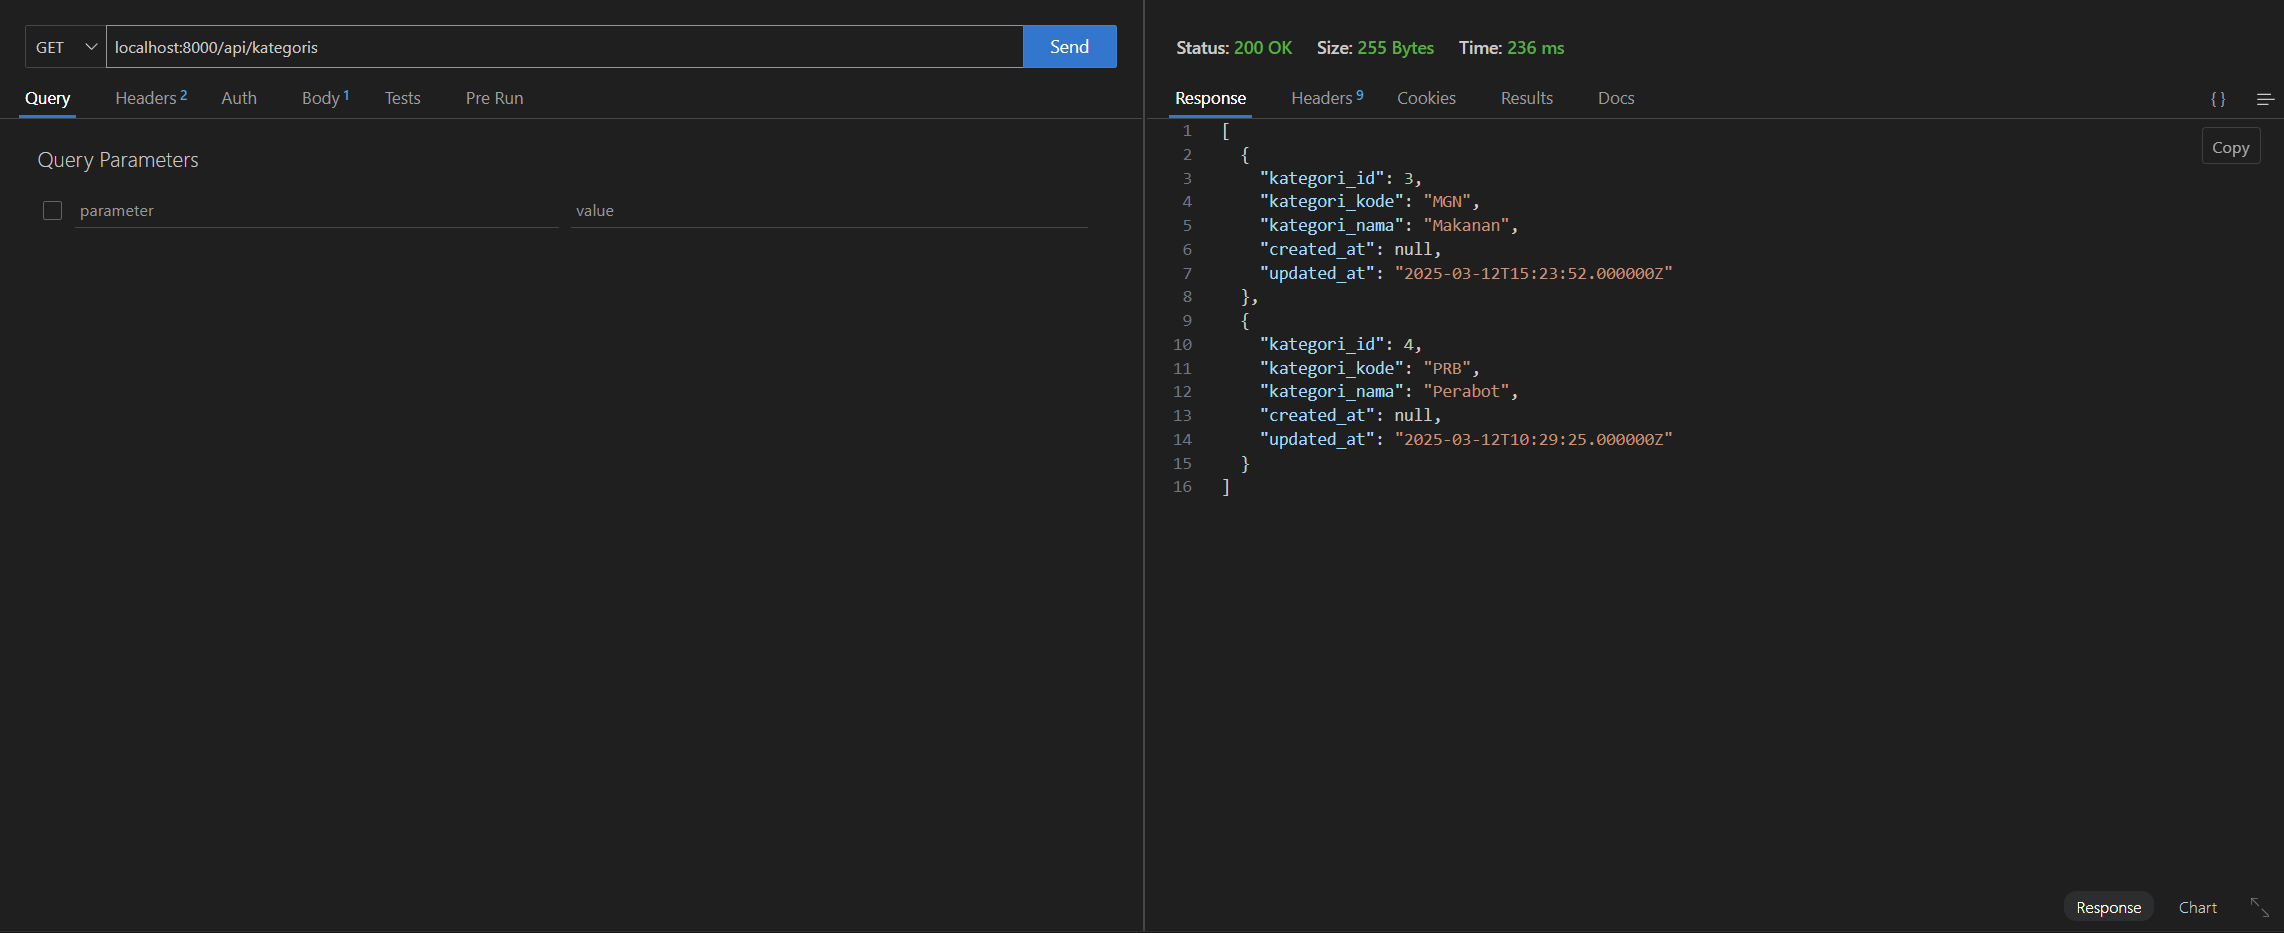 GET localhost:8000/api/kategoris Send
Query Headers 2 Auth Body 1 Tests Pre Run
Query Parameters
parameter value
Status: 200 OK Size: 255 Bytes Time: 236 ms
Response Headers 9 Cookies Results Docs { }
Copy
1 [
2 {
3 "kategori_id": 3,
4 "kategori_kode": "MGN",
5 "kategori_nama": "Makanan",
6 "created_at": null,
7 "updated_at": "2025-03-12T15:23:52.000000Z"
8 },
9 {
10 "kategori_id": 4,
11 "kategori_kode": "PRB",
12 "kategori_nama": "Perabot",
13 "created_at": null,
14 "updated_at": "2025-03-12T10:29:25.000000Z"
15 }
16 ]
Response Chart